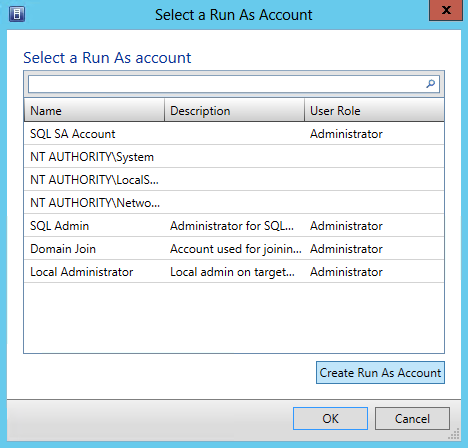 Select a Run As Account
x
Select a Run As account
Name Description User Role
SQL SA Account Administrator
NT AUTHORITY\System
NT AUTHORITY\LocalS...
NT AUTHORITY\Netwo...
SQL Admin Administrator for SQL... Administrator
Domain Join Account used for joinin... Administrator
Local Administrator Local admin on target... Administrator
Create Run As Account
OK Cancel